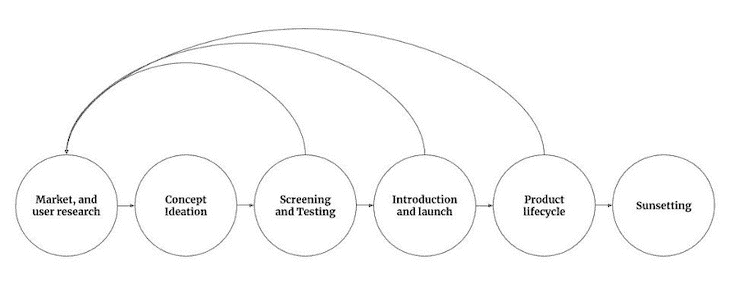 Market, and
user research
Concept
Ideation
Screening
and Testing
Introduction
and launch
Product
lifecycle
Sunsetting